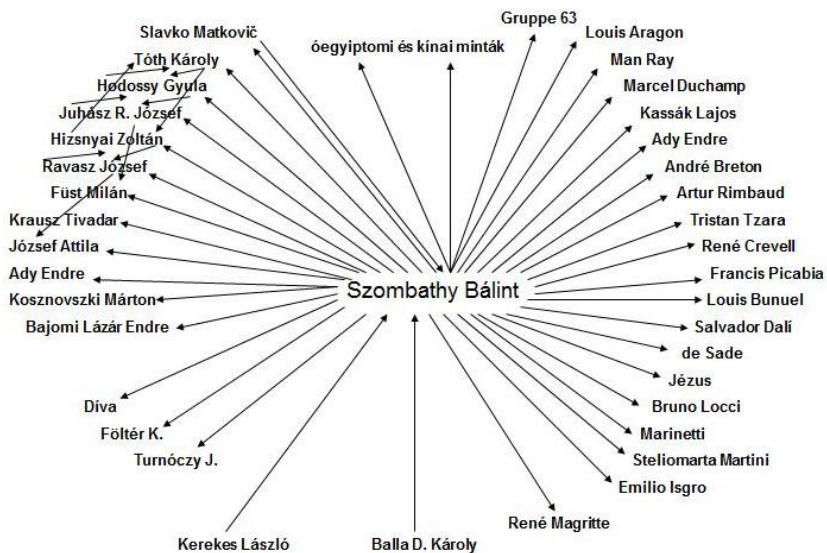 Gruppe 63
Slavko Matkovič
Louis Aragon
óegyiptomi és kínai minták
Tóth Károly
Man Ray
Hodossy Gyula
Marcel Duchamp
Juhász R. József
Kassák Lajos
Hizsnyai Zoltán
Ady Endre
Ravasz József
André Breton
Füst Milán
Artur Rimbaud
Krausz Tivadar
Tristan Tzara
József Attila
René Crevell
Ady Endre
Francis Picabia
Szombathy Bálint
Kosznovszki Márton
Louis Bunuel
Bajomi Lázár Endre
Salvador Dalí
de Sade
Jézus
Díva
Bruno Locci
Föltér K.
Marinetti
Turnóczy J.
Steliomarta Martini
Emilio Isgro
René Magritte
Kerekes László
Balla D. Károly